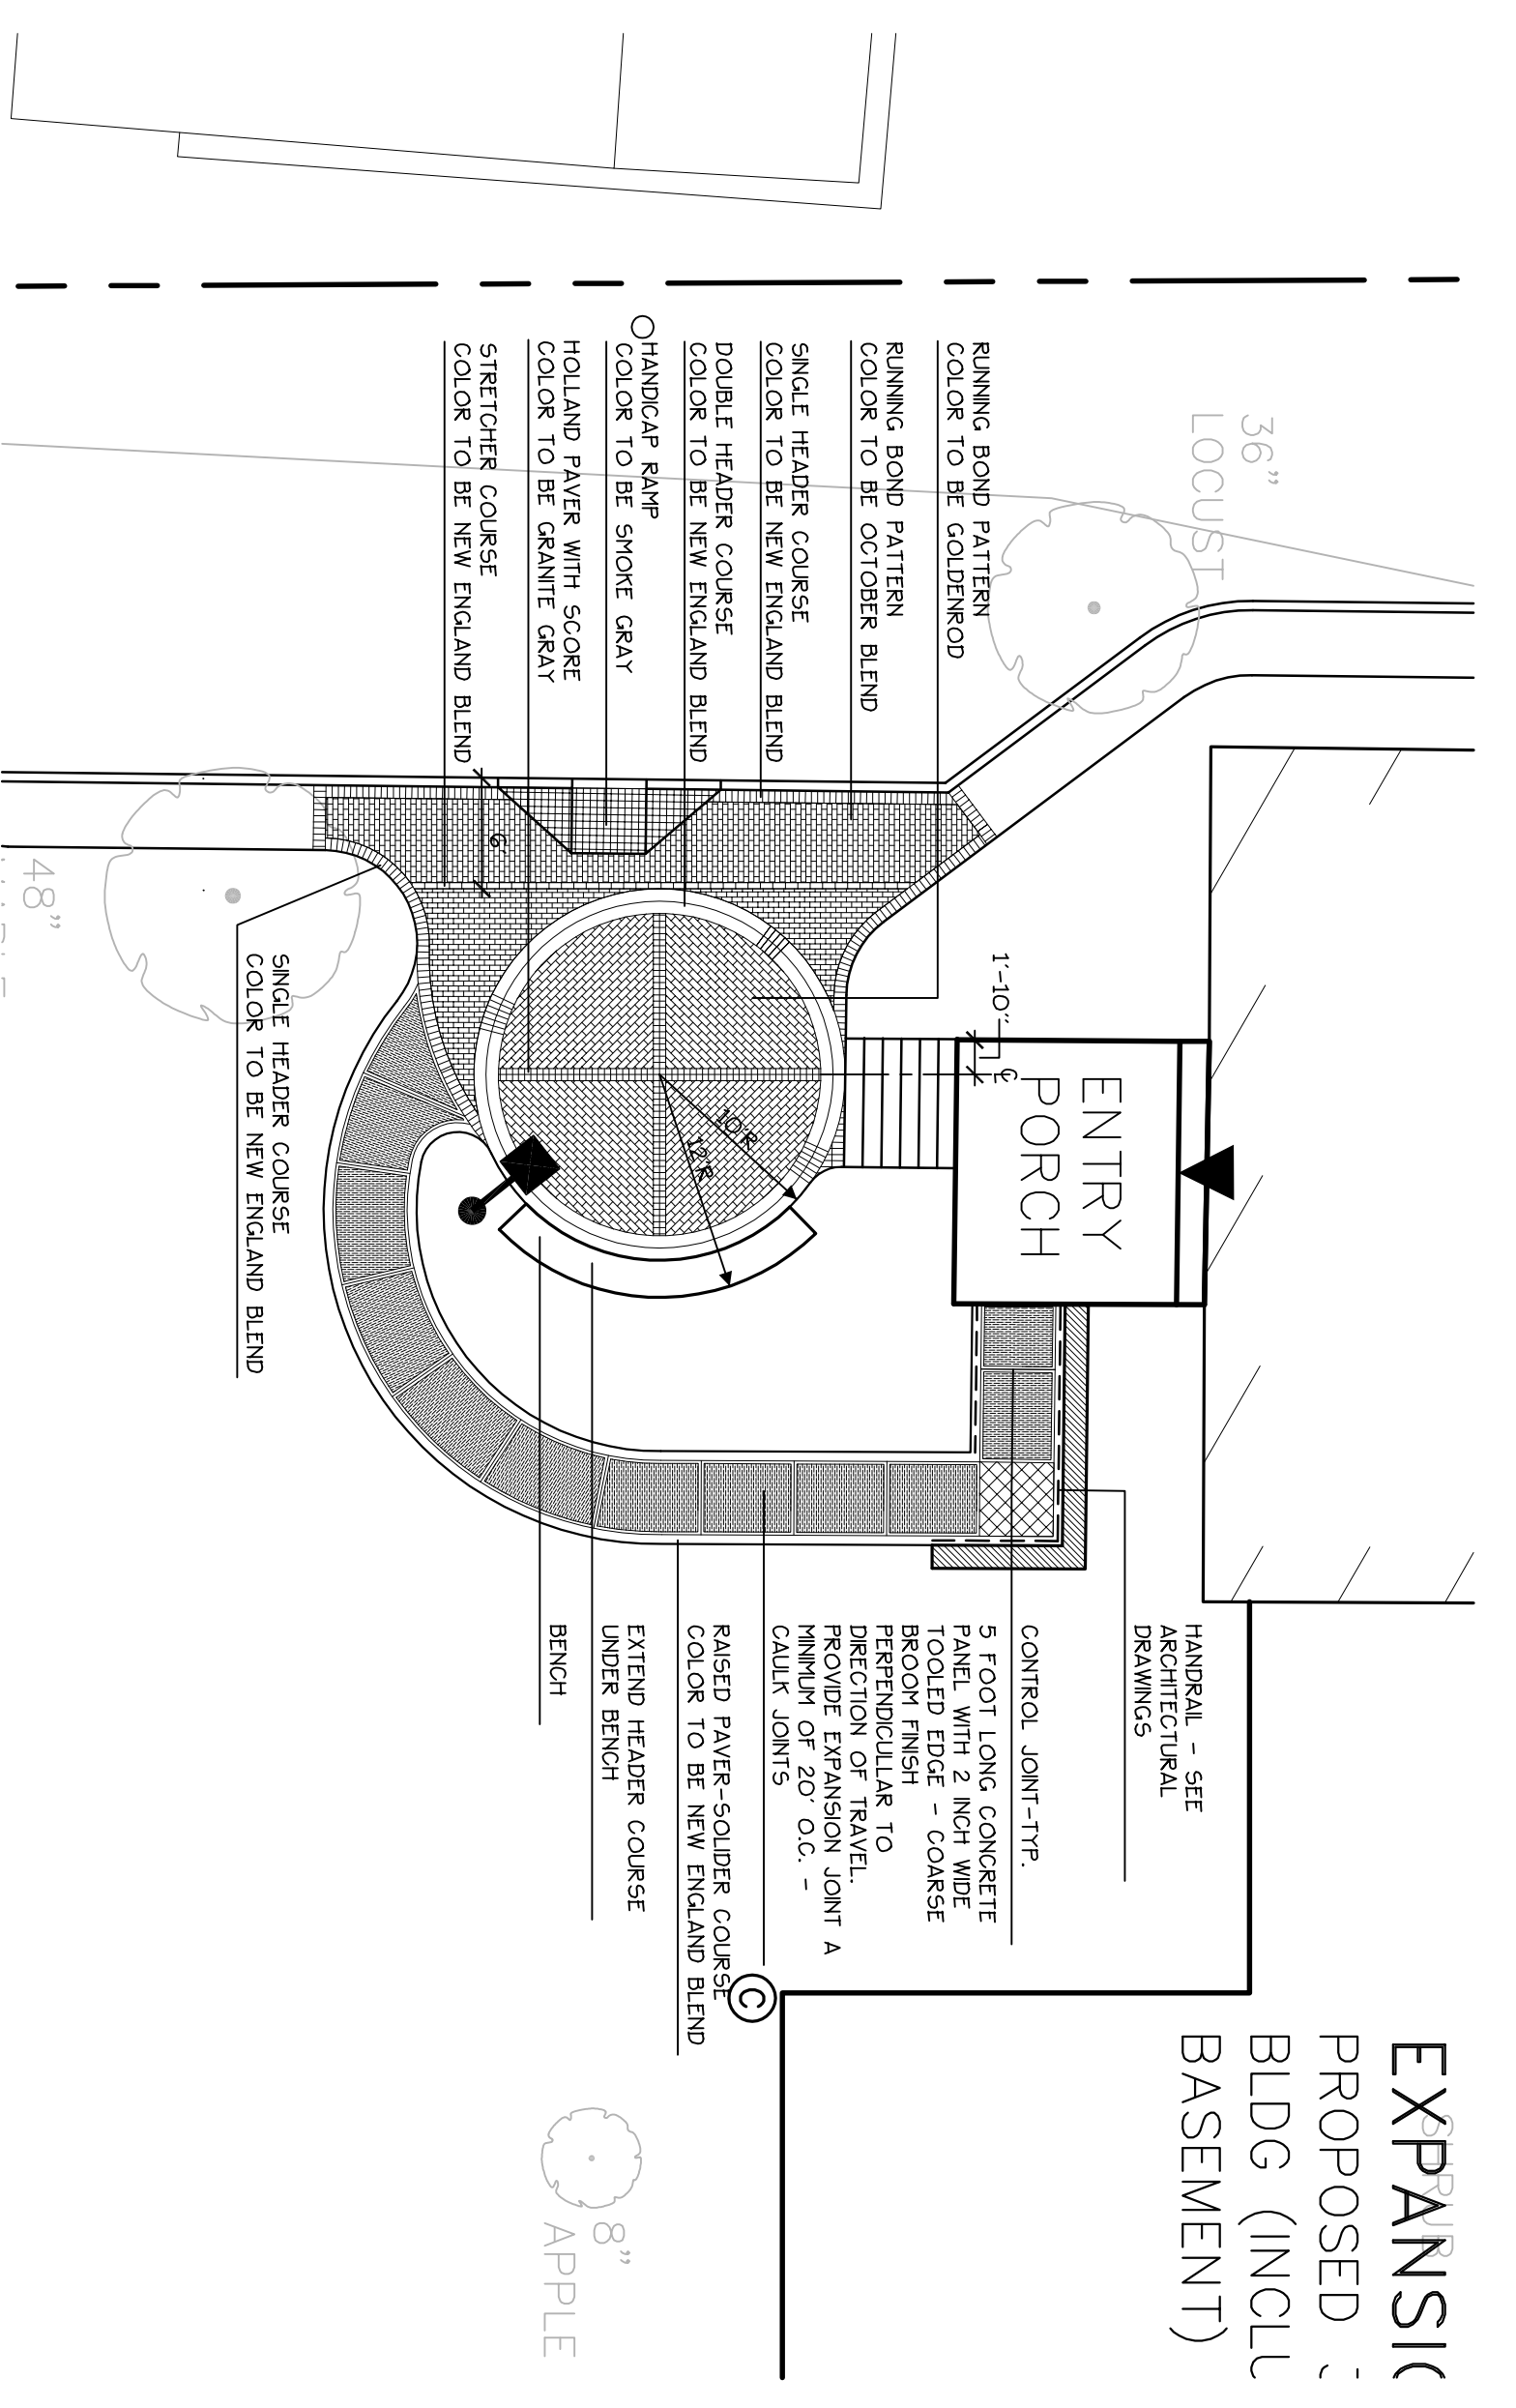 36"
LOCUST
RUNNING BOND PATTERN
COLOR TO BE GOLDENROD
RUNNING BOND PATTERN
COLOR TO BE OCTOBER BLEND
SINGLE HEADER COURSE
COLOR TO BE NEW ENGLAND BLEND
DOUBLE HEADER COURSE
COLOR TO BE NEW ENGLAND BLEND
HANDICAP RAMP
COLOR TO BE SMOKE GRAY
HOLLAND PAVER WITH SCORE
COLOR TO BE GRANITE GRAY
STRETCHER COURSE
COLOR TO BE NEW ENGLAND BLEND
6'
48"
SINGLE HEADER COURSE
COLOR TO BE NEW ENGLAND BLEND
1'-10"
ENTRY
PORCH
10'R
12'R
HANDRAIL - SEE
ARCHITECTURAL
DRAWINGS
CONTROL JOINT-TYP.
5 FOOT LONG CONCRETE
PANEL WITH 2 INCH WIDE
TOOLED EDGE - COARSE
BROOM FINISH
PERPENDICULLAR TO
DIRECTION OF TRAVEL.
PROVIDE EXPANSION JOINT A
MINIMUM OF 20' O.C. -
CAULK JOINTS
RAISED PAVER-SOLIDER COURSE
COLOR TO BE NEW ENGLAND BLEND
EXTEND HEADER COURSE
UNDER BENCH
BENCH
C
SHRUB
EXPANSI
PROPOSED
BLDG (INCLU
BASEMENT)
8"
APPLE